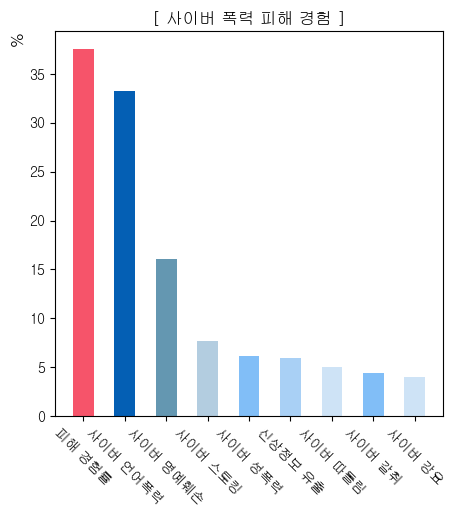 [ 사이버 폭력 피해 경험 ]
%
35
30
25
20
15
10
5
0
피해 경험률
사이버 언어폭력
사이버 명예훼손
사이버 스토킹
사이버 성폭력
신상정보 유출
사이버 따돌림
사이버 갈취
사이버 강요